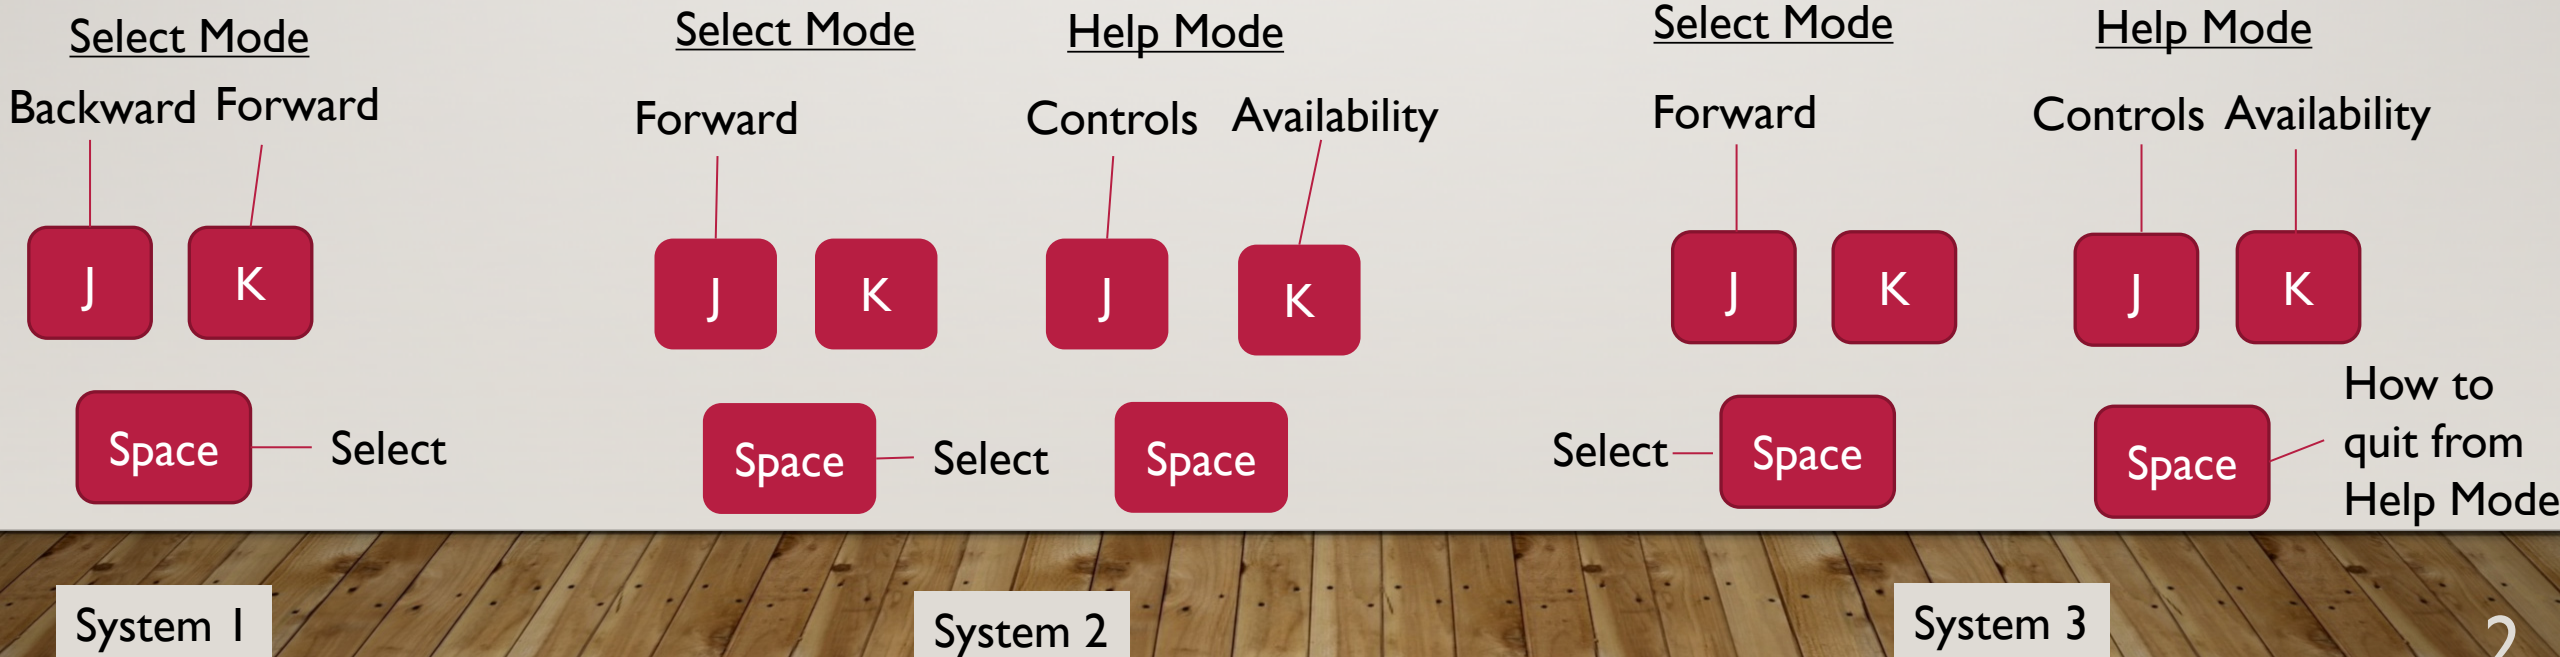 Select Mode
Backward Forward
J K
Space Select
System 1
Select Mode Help Mode
Forward Controls Availability
J K J K
Space Select Space
System 2
Select Mode Help Mode
Forward Controls Availability
J K J K
Select Space Space
How to
quit from
Help Mode
System 3
2